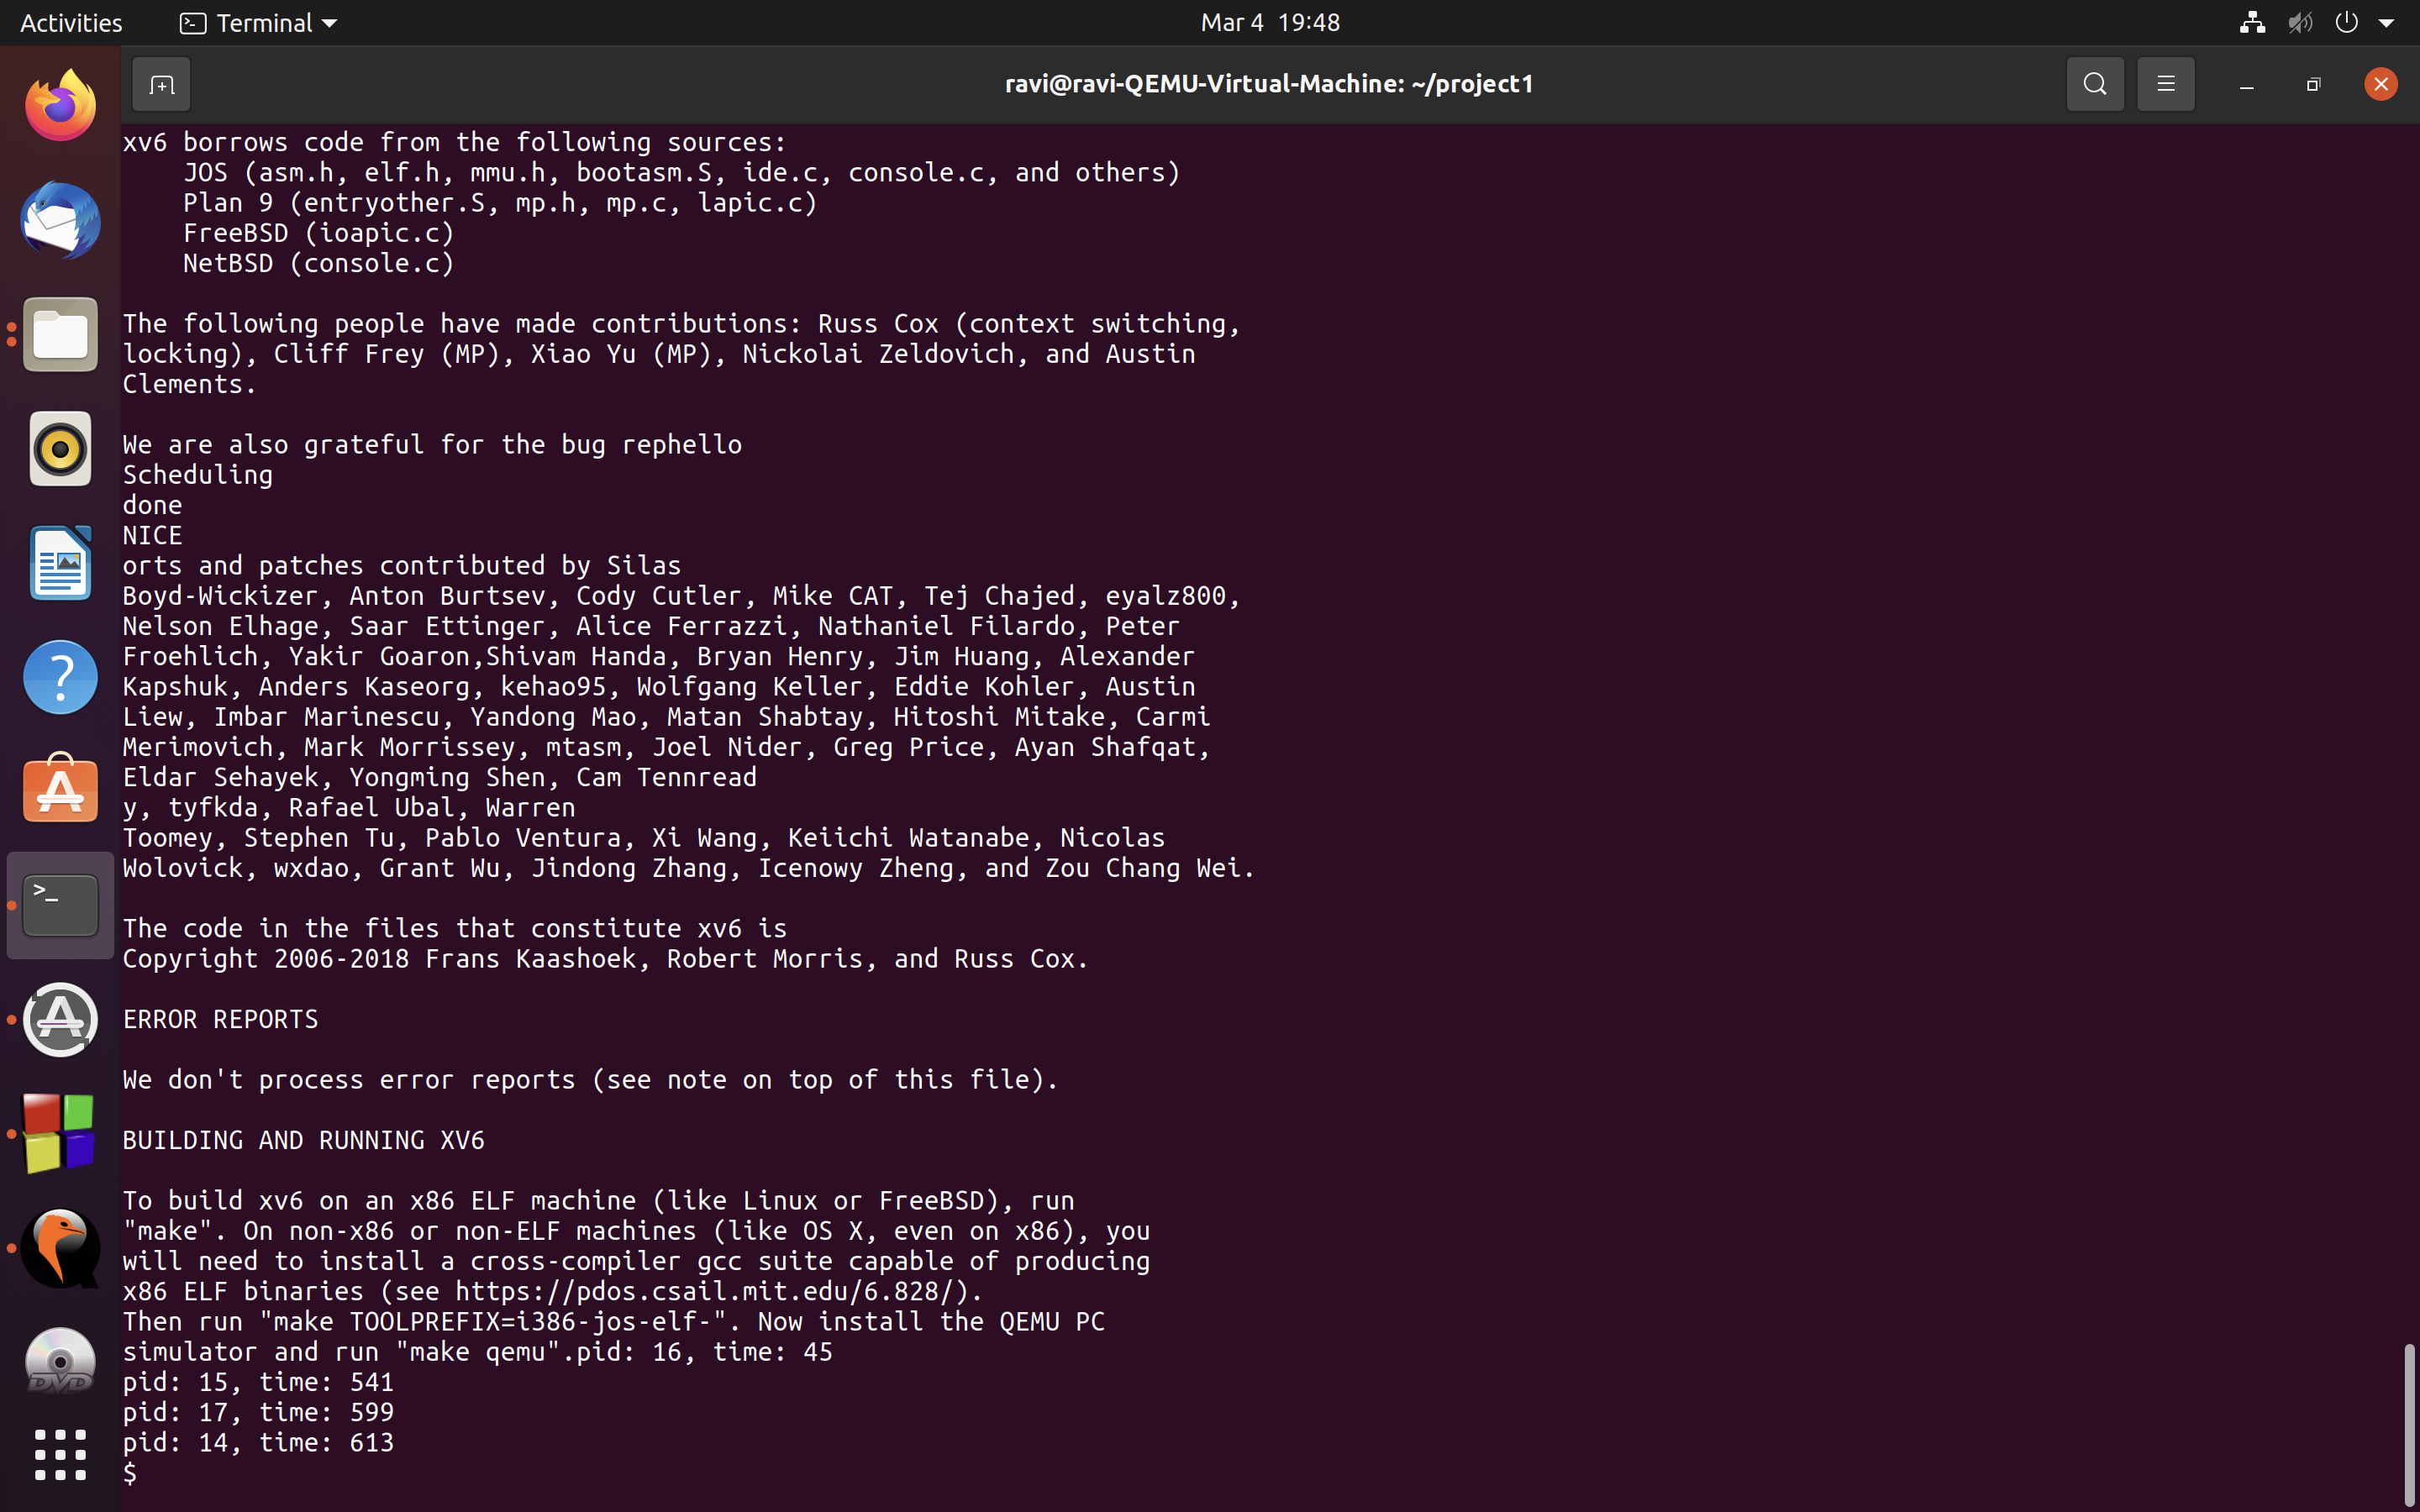 Activities
Terminal
Mar 4 19:48
ravi@ravi-QEMU-Virtual-Machine: ~/project1
xv6 borrows code from the following sources:
    JOS (asm.h, elf.h, mmu.h, bootasm.S, ide.c, console.c, and others)
    Plan 9 (entryother.S, mp.h, mp.c, lapic.c)
    FreeBSD (ioapic.c)
    NetBSD (console.c)
The following people have made contributions: Russ Cox (context switching,
locking), Cliff Frey (MP), Xiao Yu (MP), Nickolai Zeldovich, and Austin
Clements.
We are also grateful for the bug rephello
Scheduling
done
NICE
orts and patches contributed by Silas
Boyd-Wickizer, Anton Burtsev, Cody Cutler, Mike CAT, Tej Chajed, eyalz800,
Nelson Elhage, Saar Ettinger, Alice Ferrazzi, Nathaniel Filardo, Peter
Froehlich, Yakir Goaron,Shivam Handa, Bryan Henry, Jim Huang, Alexander
Kapshuk, Anders Kaseorg, kehao95, Wolfgang Keller, Eddie Kohler, Austin
Liew, Imbar Marinescu, Yandong Mao, Matan Shabtay, Hitoshi Mitake, Carmi
Merimovich, Mark Morrissey, mtasm, Joel Nider, Greg Price, Ayan Shafqat,
Eldar Sehayek, Yongming Shen, Cam Tennread
y, tyfkda, Rafael Ubal, Warren
Toomey, Stephen Tu, Pablo Ventura, Xi Wang, Keiichi Watanabe, Nicolas
Wolovick, wxdao, Grant Wu, Jindong Zhang, Icenowy Zheng, and Zou Chang Wei.
The code in the files that constitute xv6 is
Copyright 2006-2018 Frans Kaashoek, Robert Morris, and Russ Cox.
ERROR REPORTS
We don't process error reports (see note on top of this file).
BUILDING AND RUNNING XV6
To build xv6 on an x86 ELF machine (like Linux or FreeBSD), run
"make". On non-x86 or non-ELF machines (like OS X, even on x86), you
will need to install a cross-compiler gcc suite capable of producing
x86 ELF binaries (see https://pdos.csail.mit.edu/6.828/).
Then run "make TOOLPREFIX=i386-jos-elf-". Now install the QEMU PC
simulator and run "make qemu".pid: 16, time: 45
pid: 15, time: 541
pid: 17, time: 599
pid: 14, time: 613
$
DVD